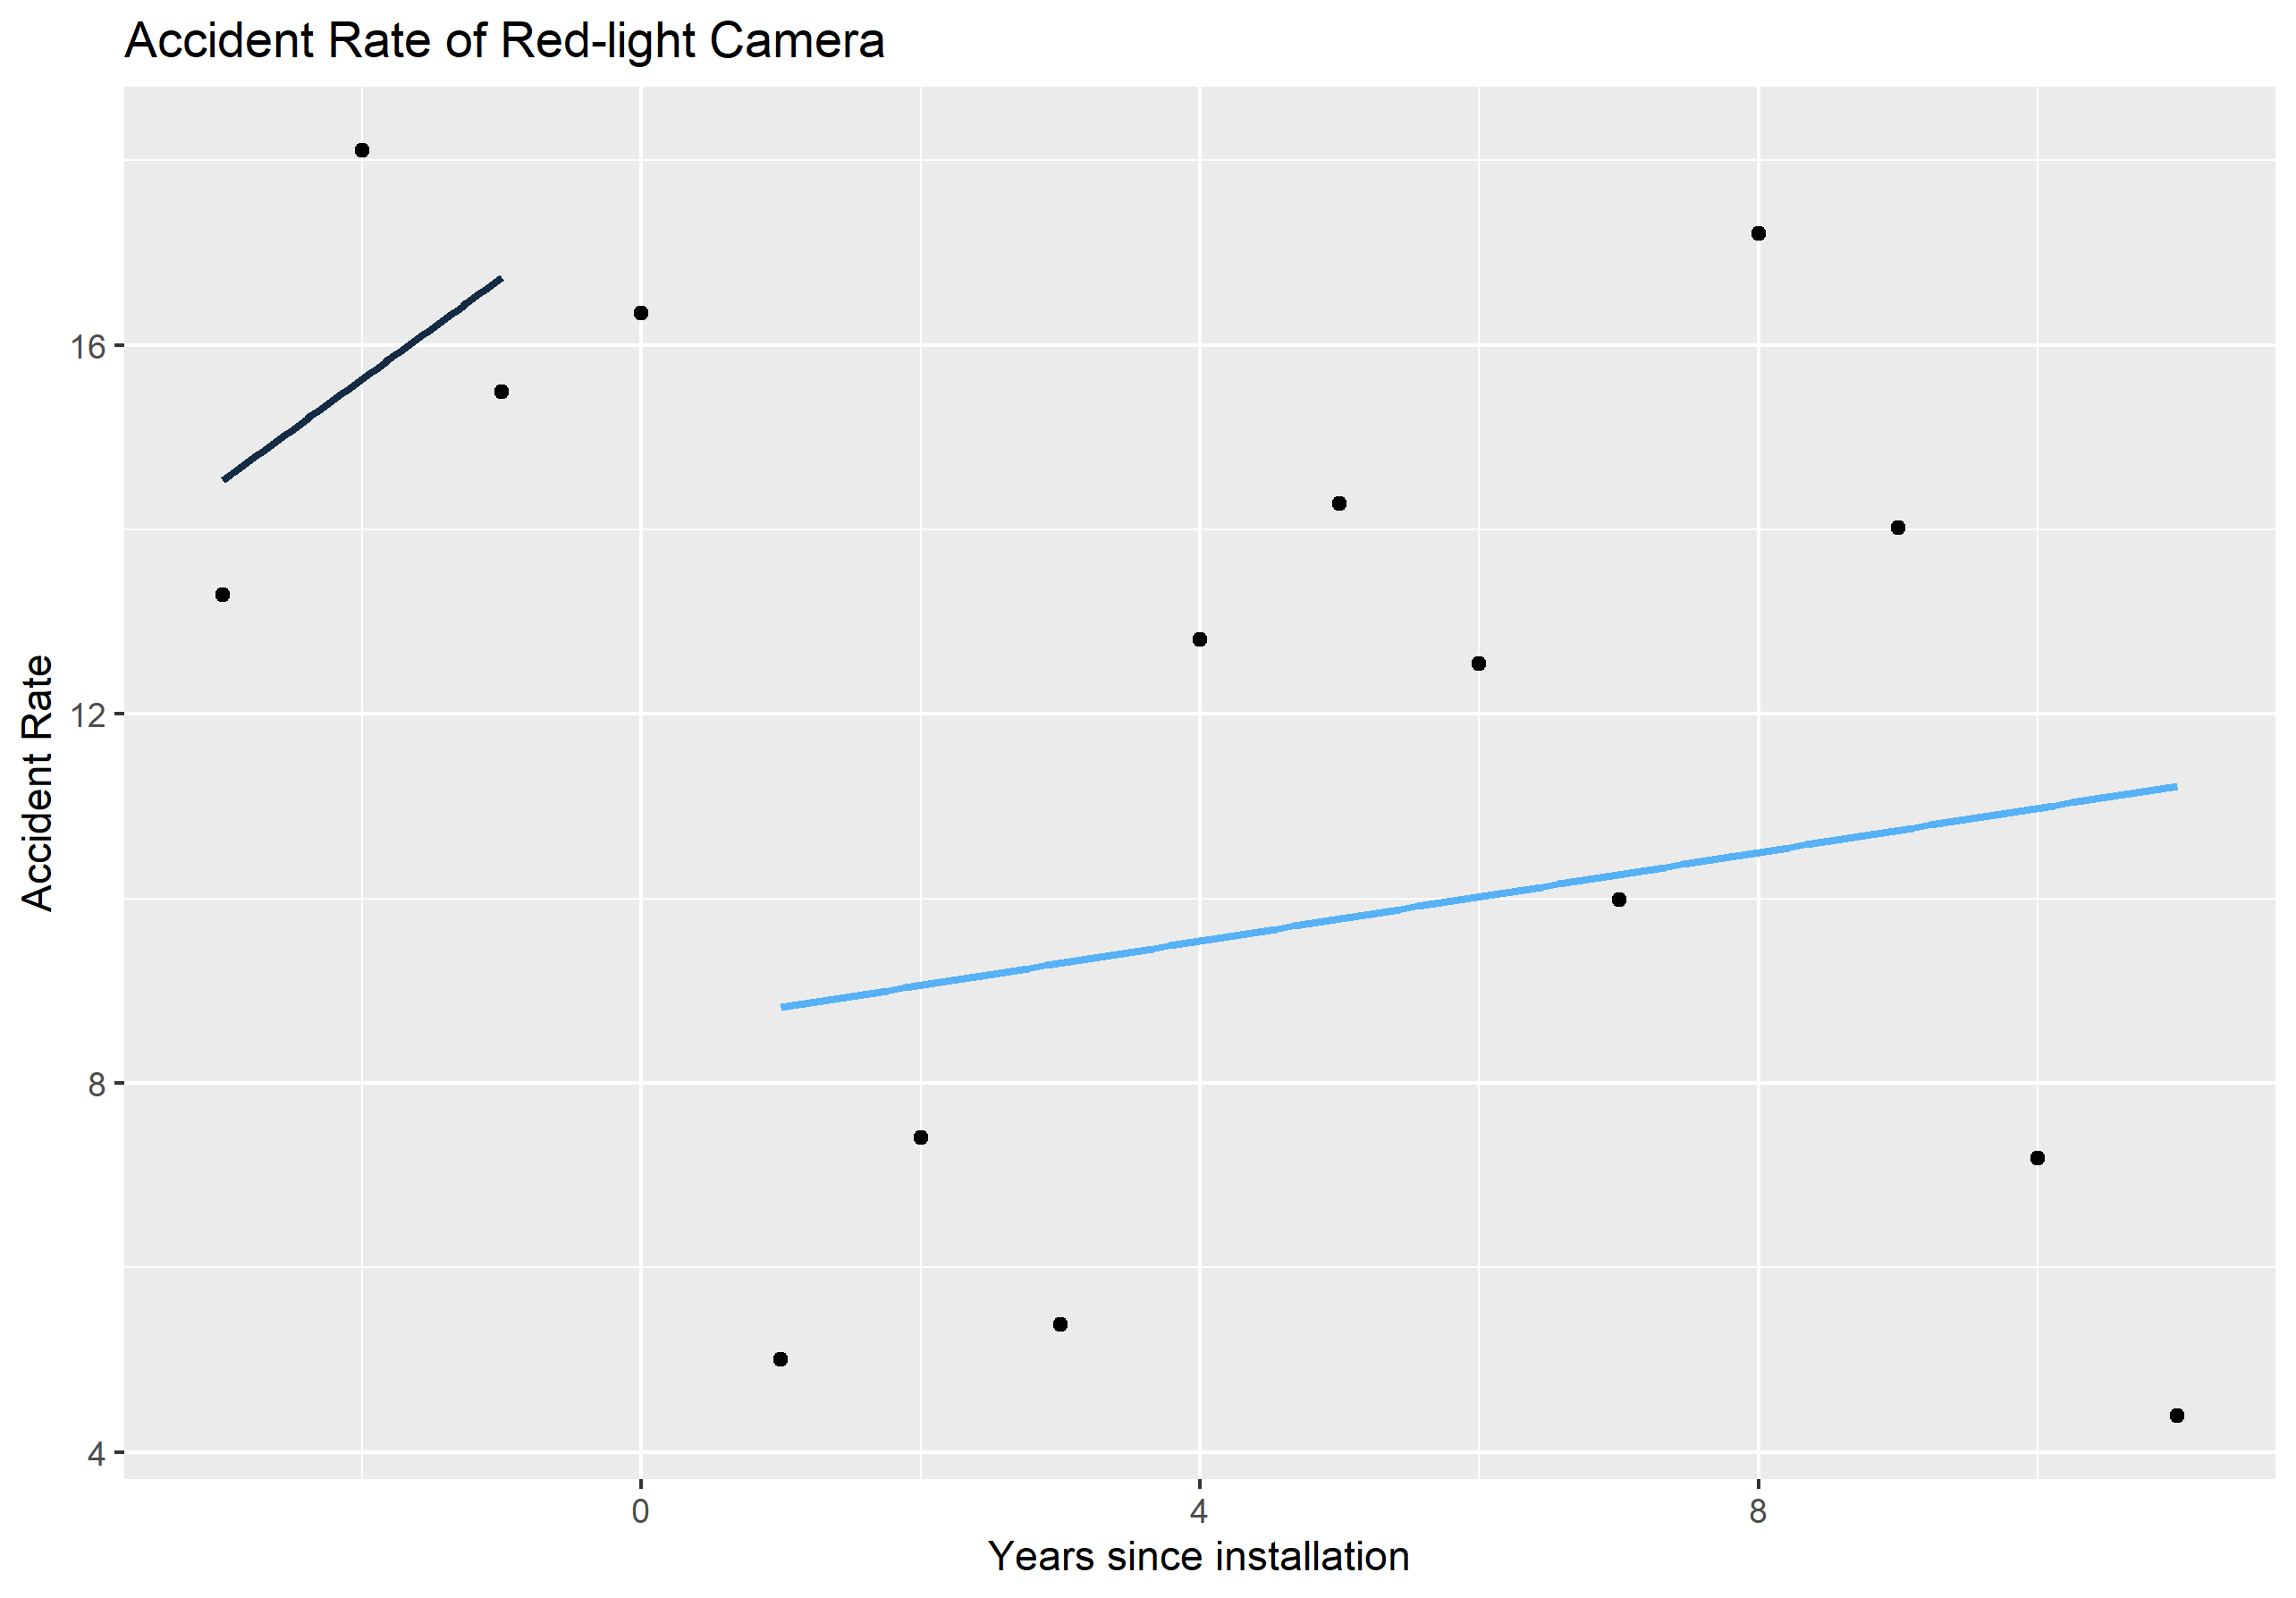 Accident Rate of Red-light Camera
Accident Rate
16
12
8
4
0 4 8
Years since installation